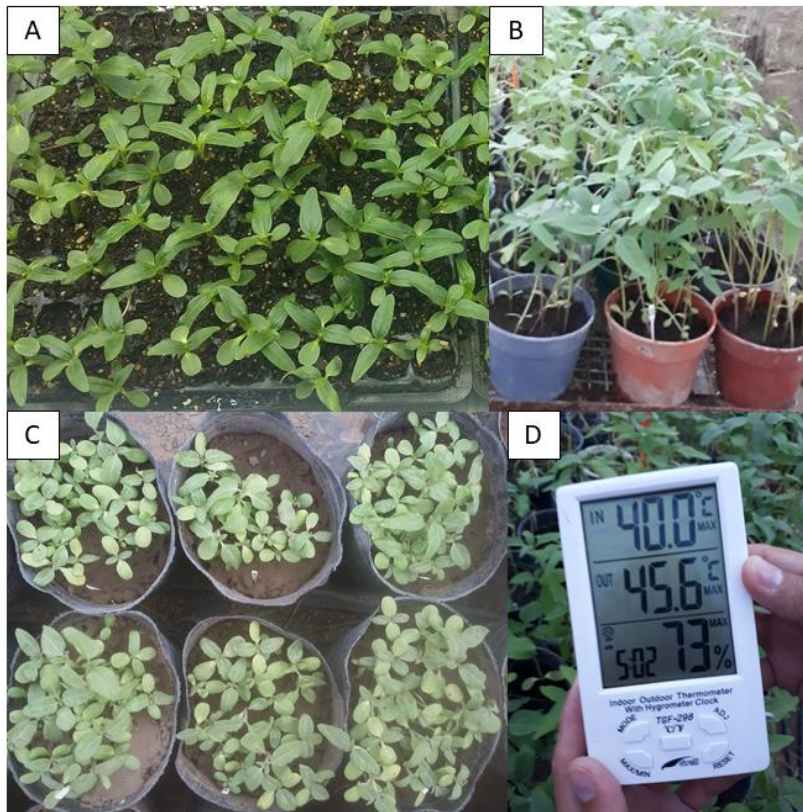 A
B
C
D
IN 40.0 °C MAX
OUT 45.6 °C MAX
5:02 73 % MAX
Indoor Outdoor Thermometer
With Hygrometer Clock
MODE TGF-298 ADJ
°C/°F
MAX/MIN RESET